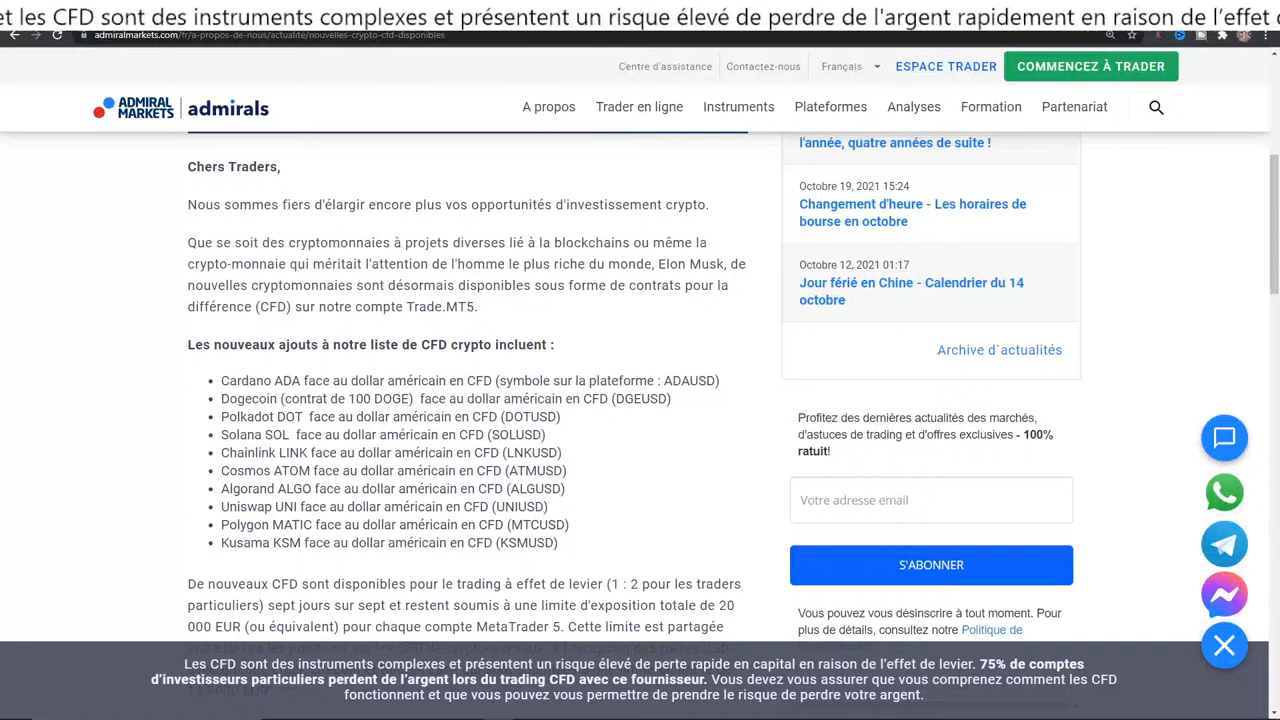 et les CFD sont des instruments complexes et présentent un risque élevé de perdre de l'argent rapidement en raison de l'effet
admiralmarkets.com/fr/a-propos-de-nous/actualite/nouvelles-crypto-cfd-disponibles
Centre d'assistance
Contactez-nous
Français
ESPACE TRADER
COMMENCEZ À TRADER
ADMIRAL MARKETS
admirals
A propos
Trader en ligne
Instruments
Plateformes
Analyses
Formation
Partenariat
Chers Traders,
Nous sommes fiers d'élargir encore plus vos opportunités d'investissement crypto.
Que se soit des cryptomonnaies à projets diverses lié à la blockchains ou même la
crypto-monnaie qui méritait l'attention de l'homme le plus riche du monde, Elon Musk, de
nouvelles cryptomonnaies sont désormais disponibles sous forme de contrats pour la
différence (CFD) sur notre compte Trade.MT5.
Les nouveaux ajouts à notre liste de CFD crypto incluent :
• Cardano ADA face au dollar américain en CFD (symbole sur la plateforme : ADAUSD)
• Dogecoin (contrat de 100 DOGE) face au dollar américain en CFD (DGEUSD)
• Polkadot DOT face au dollar américain en CFD (DOTUSD)
• Solana SOL face au dollar américain en CFD (SOLUSD)
• Chainlink LINK face au dollar américain en CFD (LNKUSD)
• Cosmos ATOM face au dollar américain en CFD (ATMUSD)
• Algorand ALGO face au dollar américain en CFD (ALGUSD)
• Uniswap UNI face au dollar américain en CFD (UNIUSD)
• Polygon MATIC face au dollar américain en CFD (MTCUSD)
• Kusama KSM face au dollar américain en CFD (KSMUSD)
De nouveaux CFD sont disponibles pour le trading à effet de levier (1 : 2 pour les traders
particuliers) sept jours sur sept et restent soumis à une limite d'exposition totale de 20
000 EUR (ou équivalent) pour chaque compte MetaTrader 5. Cette limite est partagée
l'année, quatre années de suite !
Octobre 19, 2021 15:24
Changement d'heure - Les horaires de
bourse en octobre
Octobre 12, 2021 01:17
Jour férié en Chine - Calendrier du 14
octobre
Archive d`actualités
Profitez des dernières actualités des marchés,
d'astuces de trading et d'offres exclusives - 100%
ratuit!
Votre adresse email
S'ABONNER
Vous pouvez vous désinscrire à tout moment. Pour
plus de détails, consultez notre Politique de
Les CFD sont des instruments complexes et présentent un risque élevé de perte rapide en capital en raison de l'effet de levier. 75% de comptes
d'investisseurs particuliers perdent de l'argent lors du trading CFD avec ce fournisseur. Vous devez vous assurer que vous comprenez comment les CFD
fonctionnent et que vous pouvez vous permettre de prendre le risque de perdre votre argent.